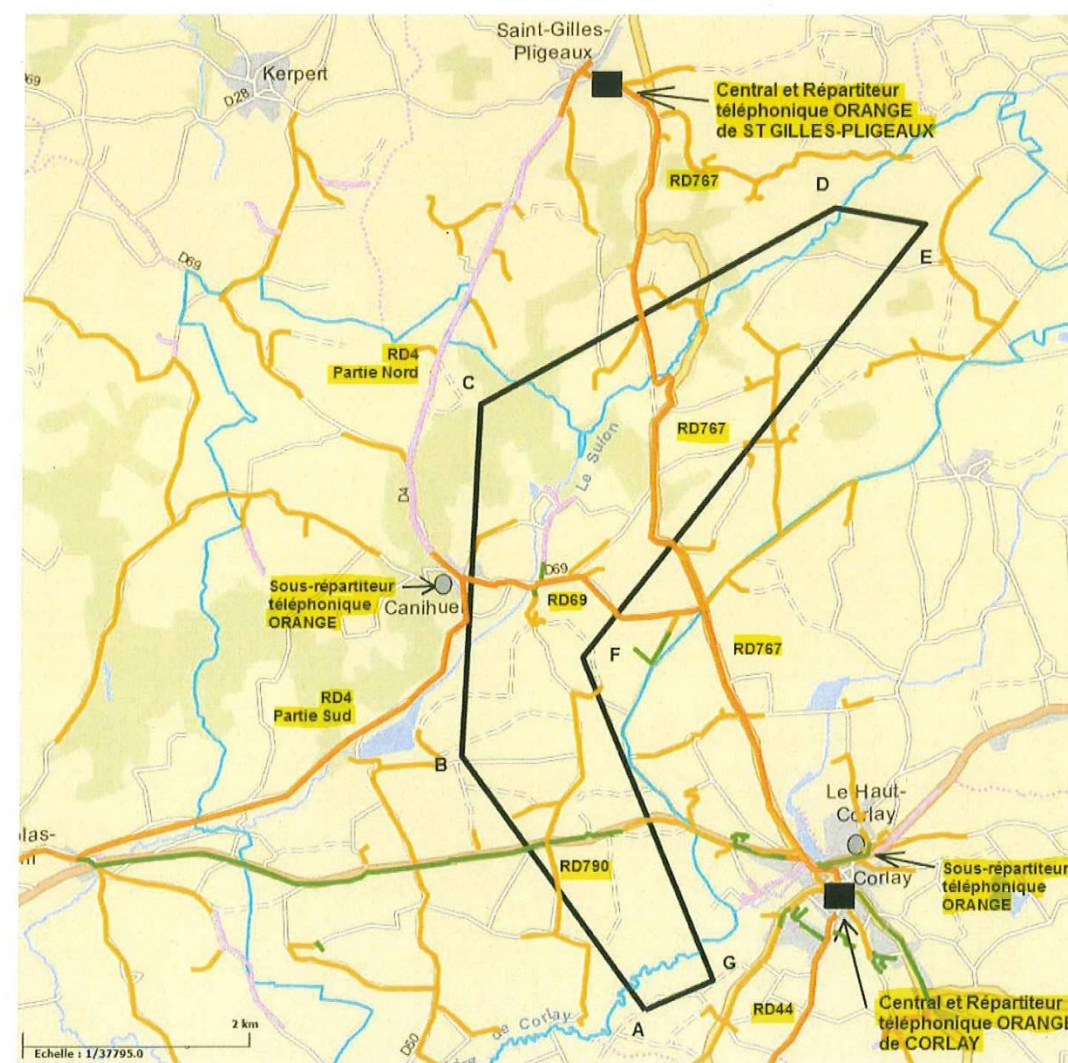 Saint-Gilles-
Pligeaux
Kerpert
D69
D28
Central et Répartiteur
téléphonique ORANGE
de ST GILLES-PLIGEAUX
RD767
D
E
D69
RD4
Partie Nord
C
RD767
Le Sulon
D4
D69
Sous-répartiteur
téléphonique
ORANGE
Canihuel
RD69
F
RD767
RD4
Partie Sud
B
Le Haut-
Corlay
RD790
Corlay
Sous-répartiteur
téléphonique
ORANGE
G
RD44
A
Central et Répartiteur
téléphonique ORANGE
de CORLAY
de Corlay
D50
2 km
Echelle : 1/37795.0